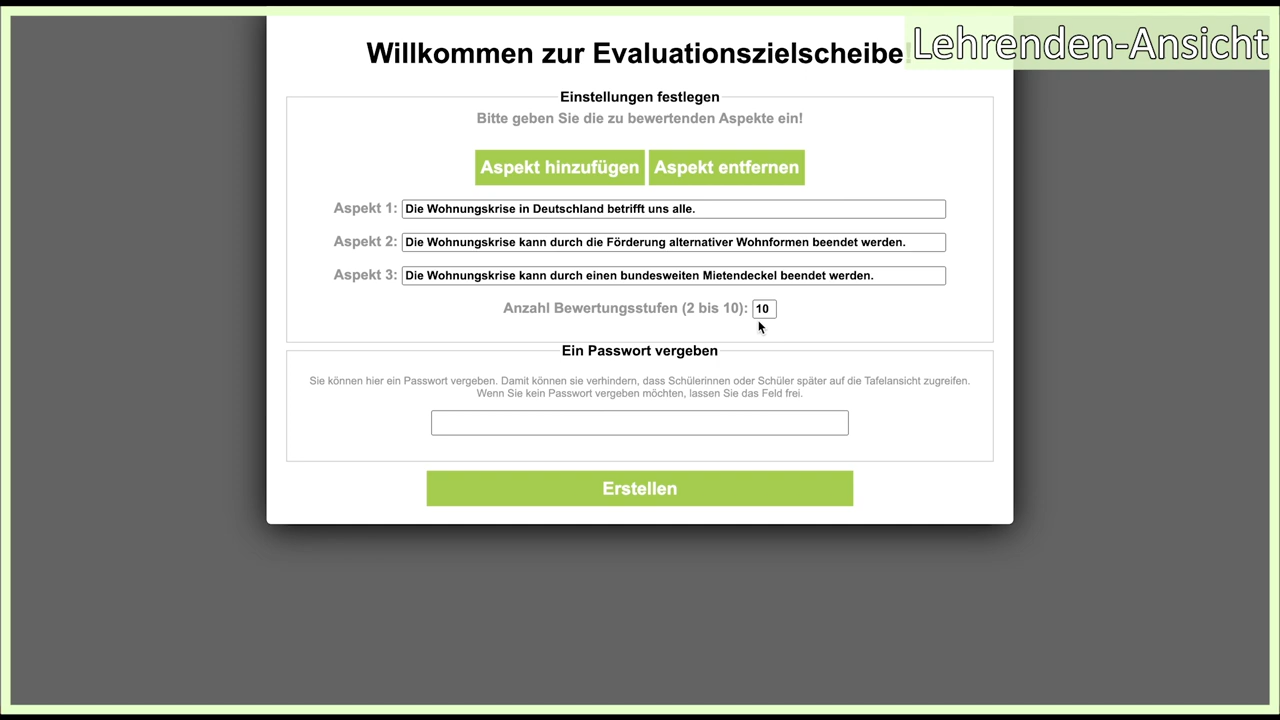 Willkommen zur Evaluationszielscheibe!
Lehrenden-Ansicht
Einstellungen festlegen
Bitte geben Sie die zu bewertenden Aspekte ein!
Aspekt hinzufügen Aspekt entfernen
Aspekt 1: Die Wohnungskrise in Deutschland betrifft uns alle.
Aspekt 2: Die Wohnungskrise kann durch die Förderung alternativer Wohnformen beendet werden.
Aspekt 3: Die Wohnungskrise kann durch einen bundesweiten Mietendeckel beendet werden.
Anzahl Bewertungsstufen (2 bis 10): 10
Ein Passwort vergeben
Sie können hier ein Passwort vergeben. Damit können sie verhindern, dass Schülerinnen oder Schüler später auf die Tafelansicht zugreifen.
Wenn Sie kein Passwort vergeben möchten, lassen Sie das Feld frei.
Erstellen